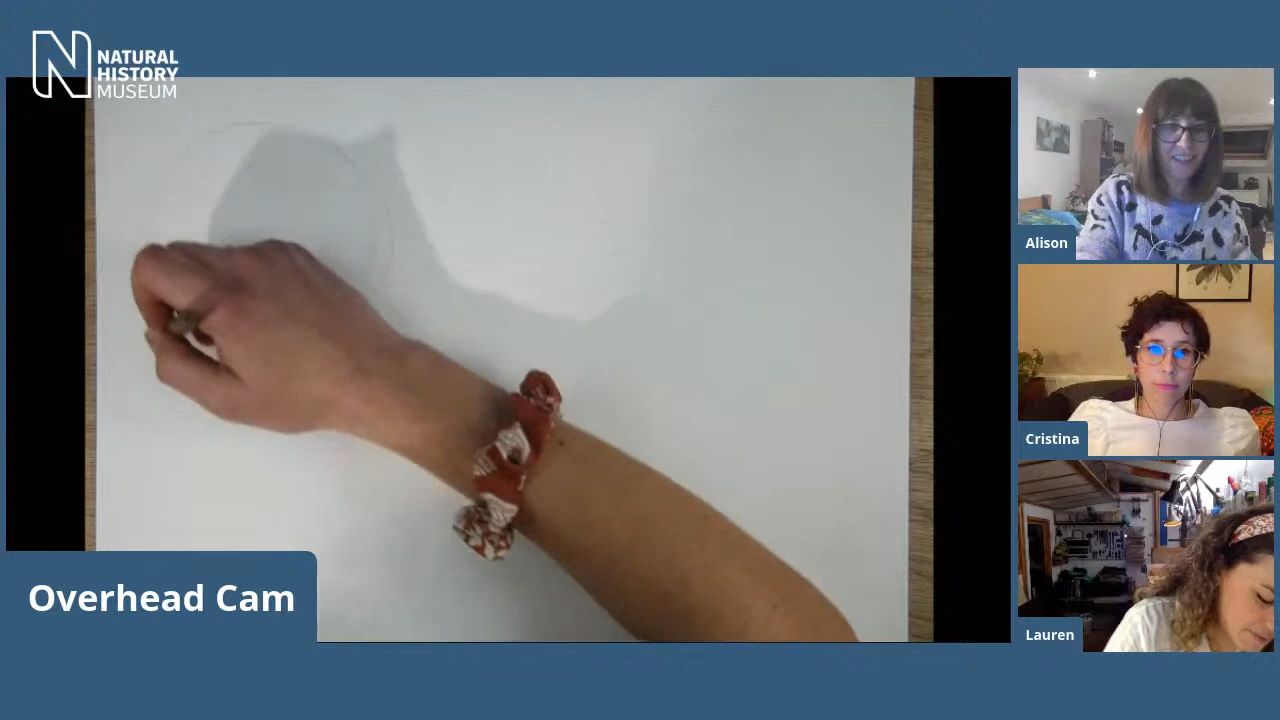 NATURAL
HISTORY
MUSEUM
Alison
Cristina
Overhead Cam
Lauren